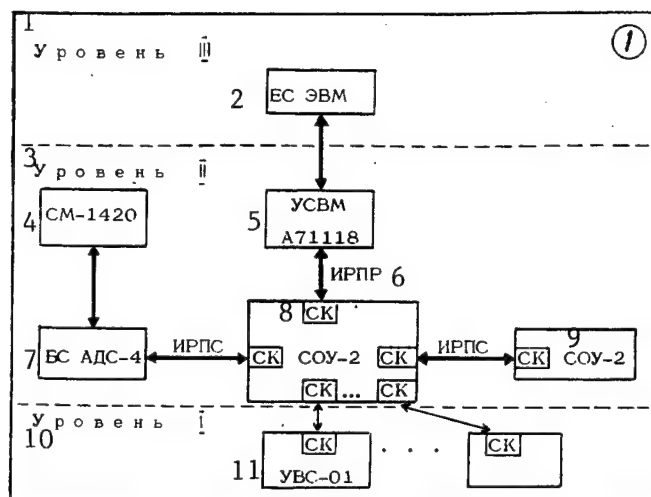 1
Уровень III
①
2 ЕС ЭВМ
3
Уровень II
4 СМ-1420
5 УСВМ
А71118
ИРПР 6
8 СК
7 БС АДС-4 ИРПС СК СОУ-2 СК ИРПС СК 9 СОУ-2
СК ... СК
Уровень I
10
СК . . . . СК
11 УВС-01